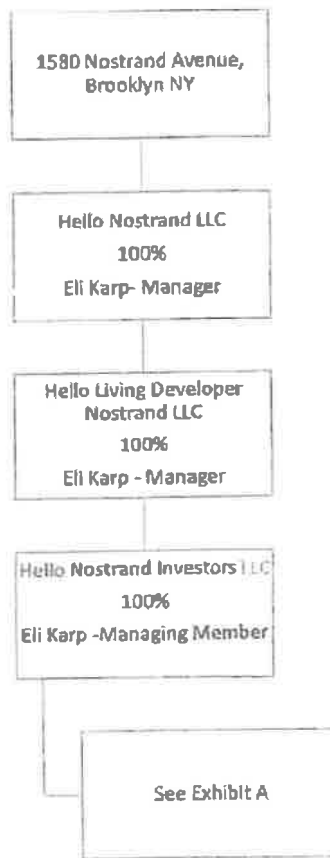 1580 Nostrand Avenue,
Brooklyn NY
Hello Nostrand LLC
100%
Eli Karp- Manager
Hello Living Developer
Nostrand LLC
100%
Eli Karp - Manager
Hello Nostrand Investors LLC
100%
Eli Karp -Managing Member
See Exhibit A